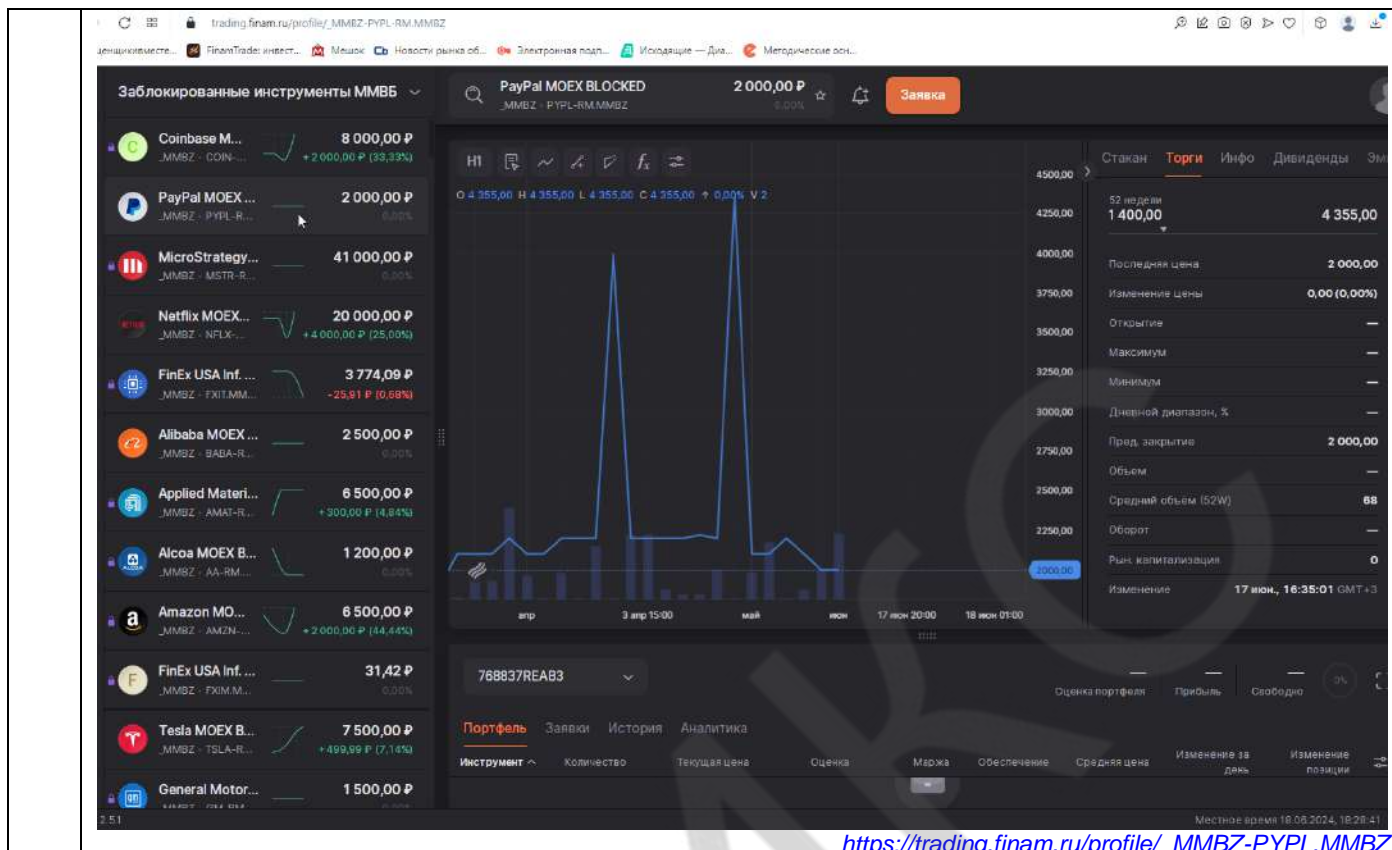 trading.finam.ru/profile/_MMBZ-PYPL-RM.MMBZ
FinamTrade: инвест... Мешок Новости рынка об... Электронная подп... Исходящие — Диа... Методические осн...
Заблокированные инструменты ММВБ
PayPal MOEX BLOCKED 2 000,00 ₽
_MMBZ · PYPL-RM.MMBZ 0,00%
Заявка
Coinbase M... 8 000,00 ₽
_MMBZ · COIN-... +2 000,00 ₽ (33,33%)
PayPal MOEX ... 2 000,00 ₽
_MMBZ · PYPL-R... 0,00%
MicroStrategy... 41 000,00 ₽
_MMBZ · MSTR-R... 0,00%
Netflix MOEX... 20 000,00 ₽
_MMBZ · NFLX-... +4 000,00 ₽ (25,00%)
FinEx USA Inf. ... 3 774,09 ₽
_MMBZ · FXIT.MM... -25,91 ₽ (0,68%)
Alibaba MOEX ... 2 500,00 ₽
_MMBZ · BABA-R... 0,00%
Applied Materi... 6 500,00 ₽
_MMBZ · AMAT-R... +300,00 ₽ (4,84%)
Alcoa MOEX B... 1 200,00 ₽
_MMBZ · AA-RM.... 0,00%
Amazon MO... 6 500,00 ₽
_MMBZ · AMZN-... +2 000,00 ₽ (44,44%)
FinEx USA Inf. ... 31,42 ₽
_MMBZ · FXIM.M... 0,00%
Tesla MOEX B... 7 500,00 ₽
_MMBZ · TSLA-R... +499,99 ₽ (7,14%)
General Motor... 1 500,00 ₽
H1
O 4 355,00 H 4 355,00 L 4 355,00 C 4 355,00 0,00% V 2
4500,00
4250,00
4000,00
3750,00
3500,00
3250,00
3000,00
2750,00
2500,00
2250,00
2000,00
апр 3 апр 15:00 май июн 17 июн 20:00 18 июн 01:00
Стакан Торги Инфо Дивиденды
52 недели
1 400,00 4 355,00
Последняя цена 2 000,00
Изменение цены 0,00 (0,00%)
Открытие —
Максимум —
Минимум —
Дневной диапазон, % —
Пред. закрытие 2 000,00
Объем —
Средний объём (52W) 68
Оборот —
Рын. капитализация 0
Изменение 17 июн., 16:35:01 GMT+3
768837REAB3
Оценка портфеля Прибыль Свободно 0%
Портфель Заявки История Аналитика
Инструмент Количество Текущая цена Оценка Маржа Обеспечение Средняя цена Изменение за день Изменение позиции
2.51 Местное время 18.06.2024, 18:28:41
https://trading.finam.ru/profile/_MMBZ-PYPL.MMBZ